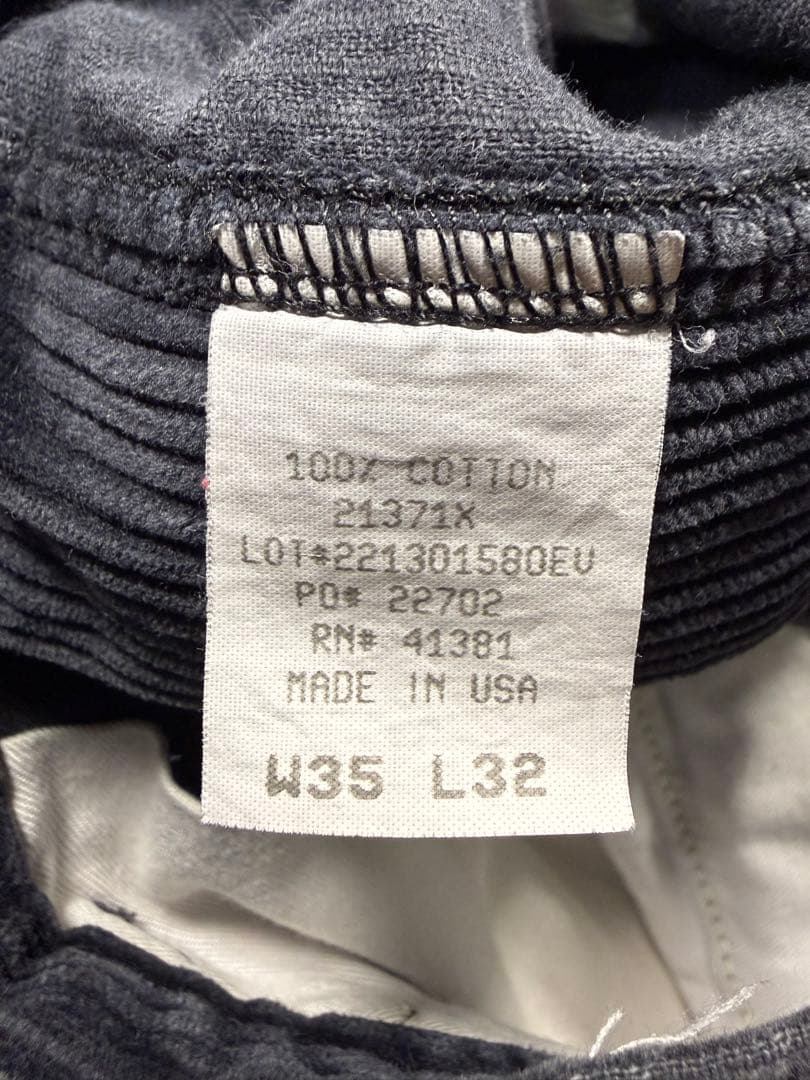 100% COTTON
21371X
LOT#221301580EV
PO# 22702
RN# 41381
MADE IN USA
W35 L32